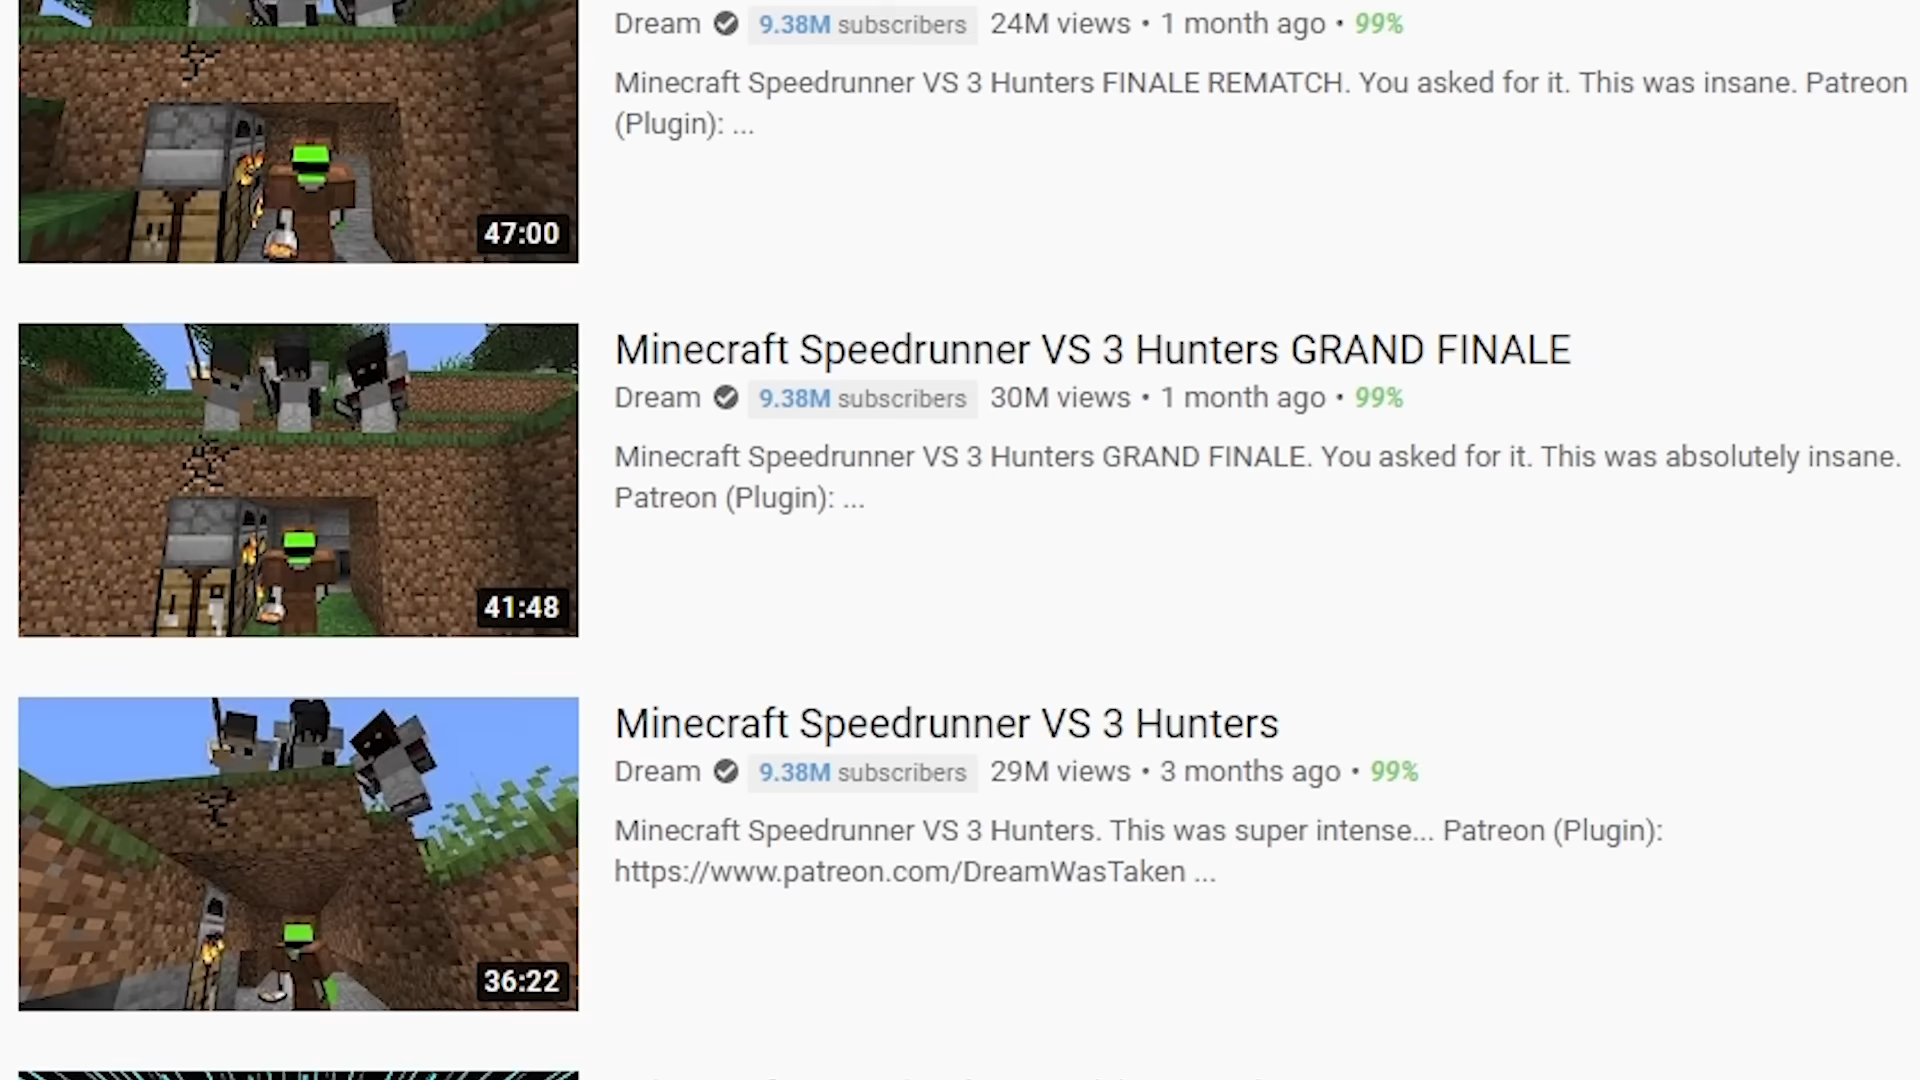 Dream 9.38M subscribers 24M views • 1 month ago • 99%
Minecraft Speedrunner VS 3 Hunters FINALE REMATCH. You asked for it. This was insane. Patreon
(Plugin): ...
47:00
Minecraft Speedrunner VS 3 Hunters GRAND FINALE
Dream 9.38M subscribers 30M views • 1 month ago • 99%
Minecraft Speedrunner VS 3 Hunters GRAND FINALE. You asked for it. This was absolutely insane.
Patreon (Plugin): ...
41:48
Minecraft Speedrunner VS 3 Hunters
Dream 9.38M subscribers 29M views • 3 months ago • 99%
Minecraft Speedrunner VS 3 Hunters. This was super intense... Patreon (Plugin):
https://www.patreon.com/DreamWasTaken ...
36:22